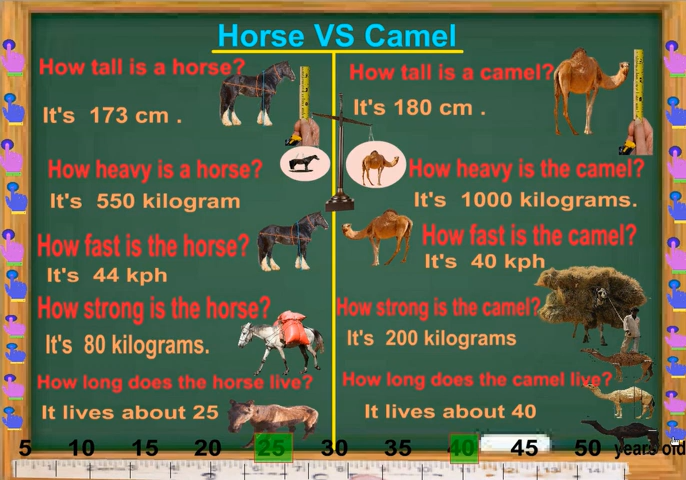 Horse VS Camel
How tall is a horse?
It's 173 cm .
How heavy is a horse?
It's 550 kilogram
How fast is the horse?
It's 44 kph
How strong is the horse?
It's 80 kilograms.
How long does the horse live?
It lives about 25
How tall is a camel?
It's 180 cm .
How heavy is the camel?
It's 1000 kilograms.
How fast is the camel?
It's 40 kph
How strong is the camel?
It's 200 kilograms
How long does the camel live?
It lives about 40
5 10 15 20 25 30 35 40 45 50 years old